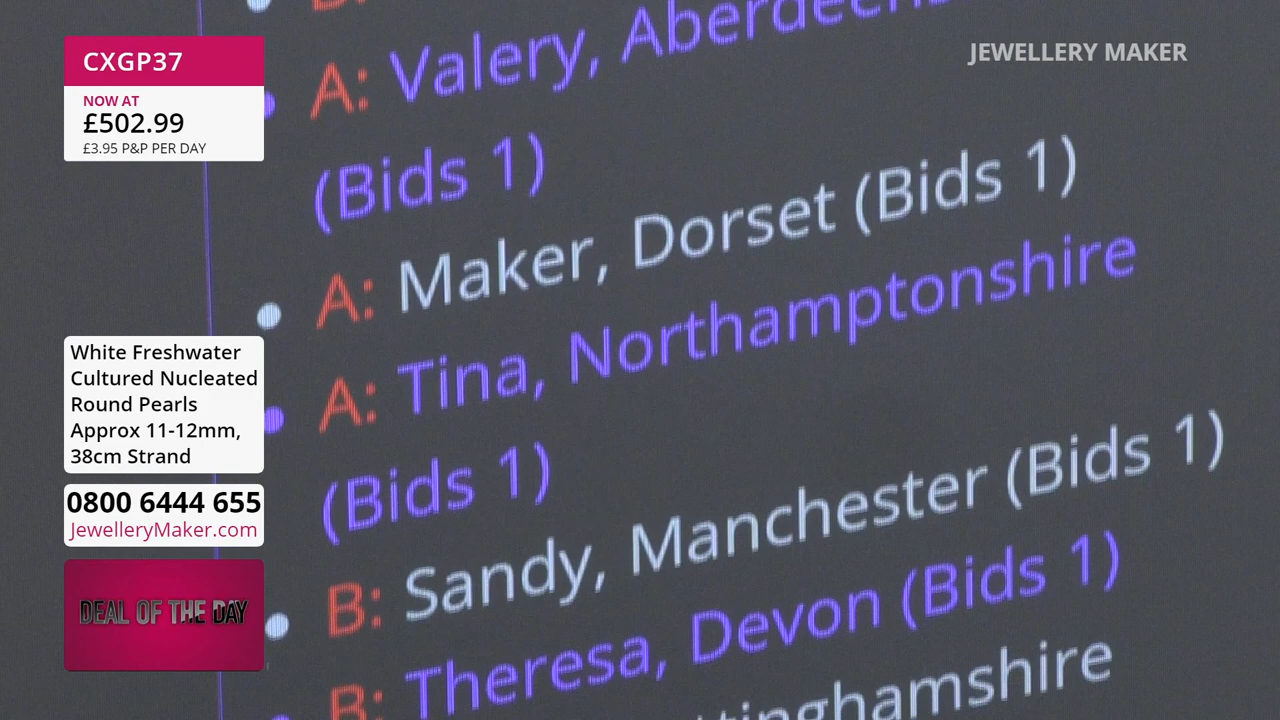 CXGP37
NOW AT
£502.99
£3.95 P&P PER DAY
JEWELLERY MAKER
A: Valery,
(Bids 1)
A: Maker, Dorset (Bids 1)
A: Tina, Northamptonshire
(Bids 1)
B: Sandy, Manchester (Bids 1)
B: Theresa, Devon (Bids 1)
White Freshwater
Cultured Nucleated
Round Pearls
Approx 11-12mm,
38cm Strand
0800 6444 655
JewelleryMaker.com
DEAL OF THE DAY